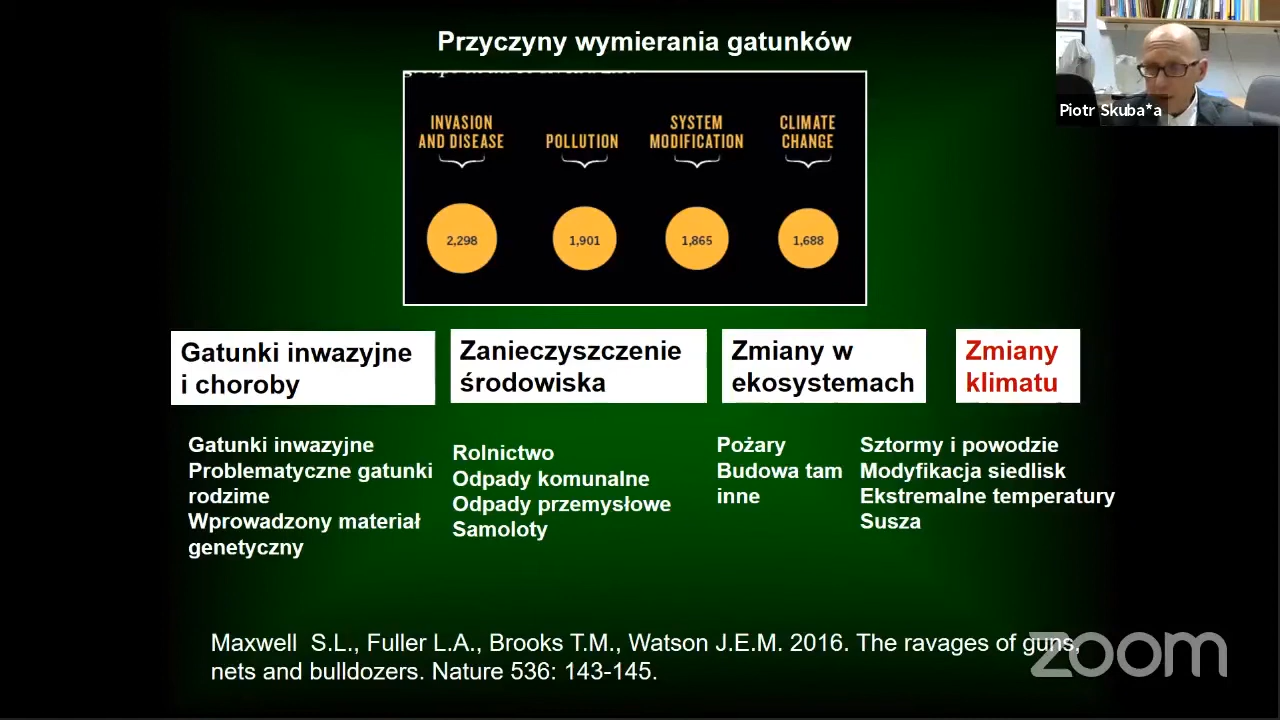 Przyczyny wymierania gatunków
Piotr Skuba*a
INVASION
AND DISEASE
POLLUTION
SYSTEM
MODIFICATION
CLIMATE
CHANGE
2,298
1,901
1,865
1,688
Gatunki inwazyjne
i choroby
Zanieczyszczenie
środowiska
Zmiany w
ekosystemach
Zmiany
klimatu
Gatunki inwazyjne
Problematyczne gatunki
rodzime
Wprowadzony materiał
genetyczny
Rolnictwo
Odpady komunalne
Odpady przemysłowe
Samoloty
Pożary
Budowa tam
inne
Sztormy i powodzie
Modyfikacja siedlisk
Ekstremalne temperatury
Susza
Maxwell S.L., Fuller L.A., Brooks T.M., Watson J.E.M. 2016. The ravages of guns,
nets and bulldozers. Nature 536: 143-145.
zoom